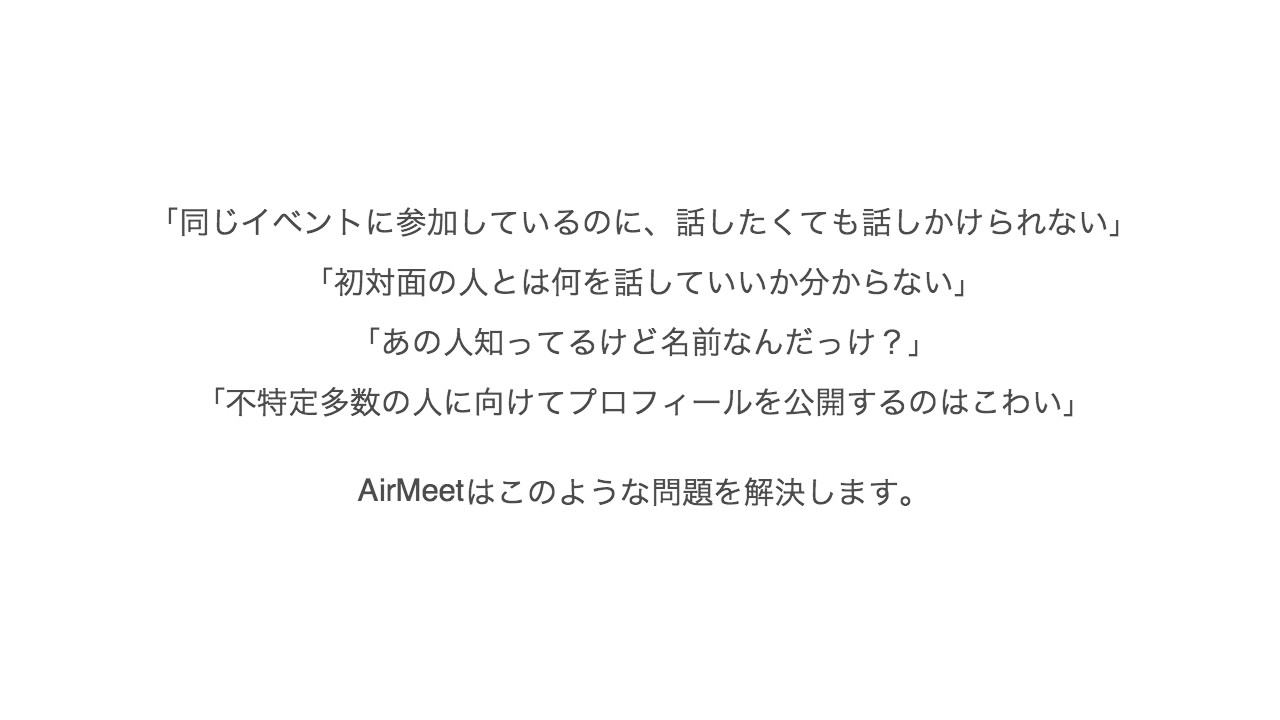 「同じイベントに参加しているのに、話したくても話しかけられない」
「初対面の人とは何を話していいか分からない」
「あの人知ってるけど名前なんだっけ？」
「不特定多数の人に向けてプロフィールを公開するのはこわい」
AirMeetはこのような問題を解決します。